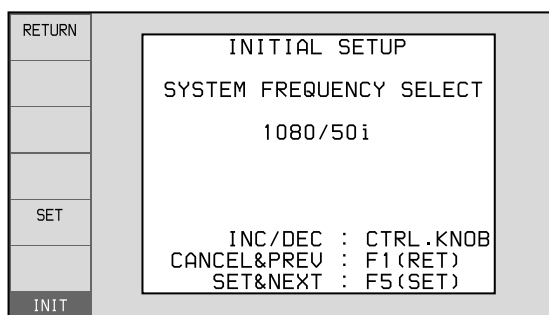 RETURN
SET
INIT
INITIAL SETUP
SYSTEM FREQUENCY SELECT
1080/50i
INC/DEC : CTRL.KNOB
CANCEL&PREV : F1(RET)
SET&NEXT : F5(SET)